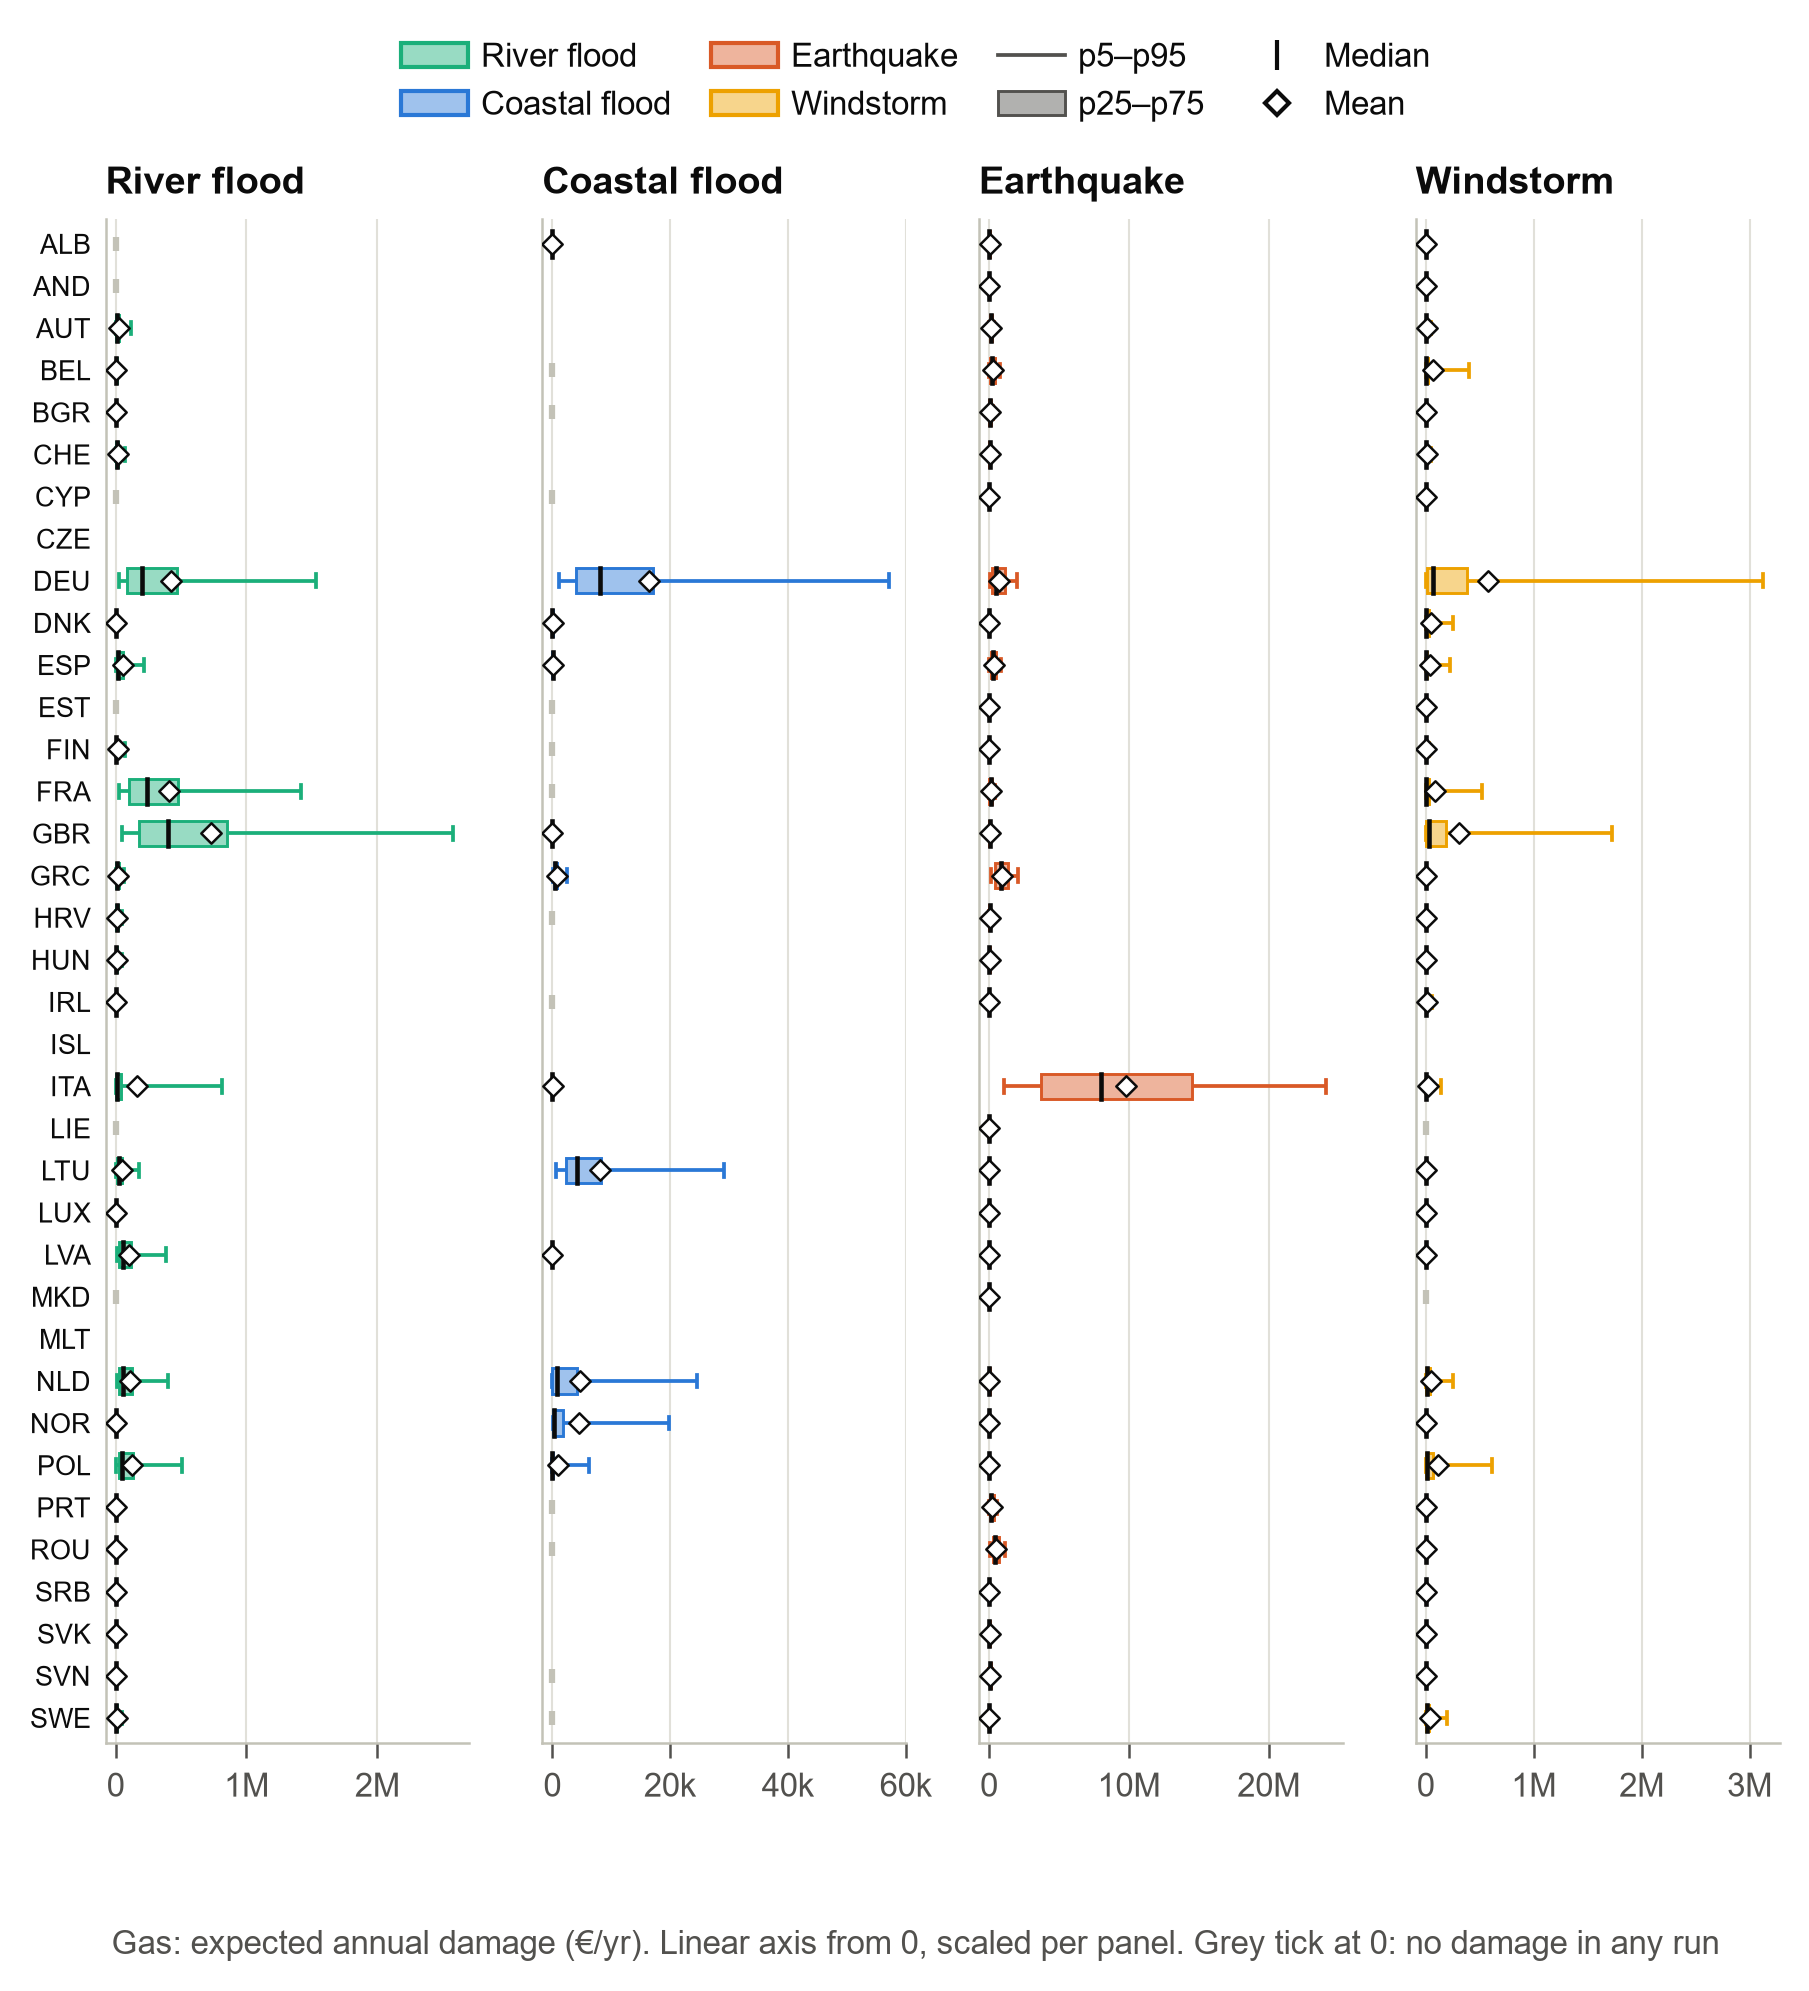 River flood
Earthquake
p5–p95
Median
Coastal flood
Windstorm
p25–p75
Mean
River flood
Coastal flood
Earthquake
Windstorm
ALB
AND
AUT
BEL
BGR
CHE
CYP
CZE
DEU
DNK
ESP
EST
FIN
FRA
GBR
GRC
HRV
HUN
IRL
ISL
ITA
LIE
LTU
LUX
LVA
MKD
MLT
NLD
NOR
POL
PRT
ROU
SRB
SVK
SVN
SWE
0 1M 2M
0 20k 40k 60k
0 10M 20M
0 1M 2M 3M
Gas: expected annual damage (€/yr). Linear axis from 0, scaled per panel. Grey tick at 0: no damage in any run